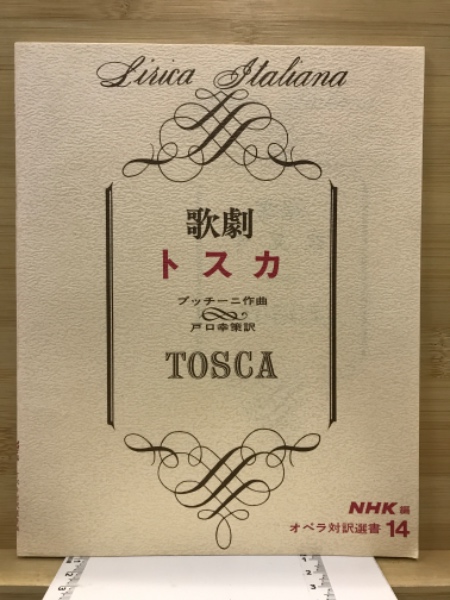 Lirica Italiana
歌劇
トスカ
プッチーニ作曲
戸口幸策訳
TOSCA
NHK編
オペラ対訳選書 14